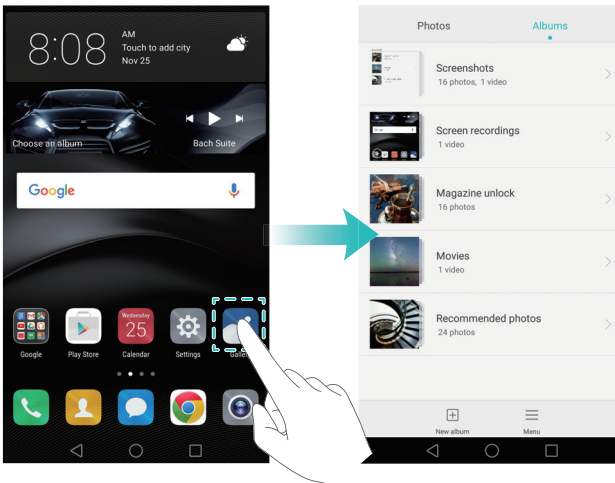 8:08
AM
Touch to add city
Nov 25
Choose an album
Bach Suite
Google
Wednesday
25
Google
Play Store
Calendar
Settings
Galle
Photos
Albums
Screenshots
16 photos, 1 video
Screen recordings
1 video
Magazine unlock
16 photos
Movies
1 video
Recommended photos
24 photos
New album
Menu